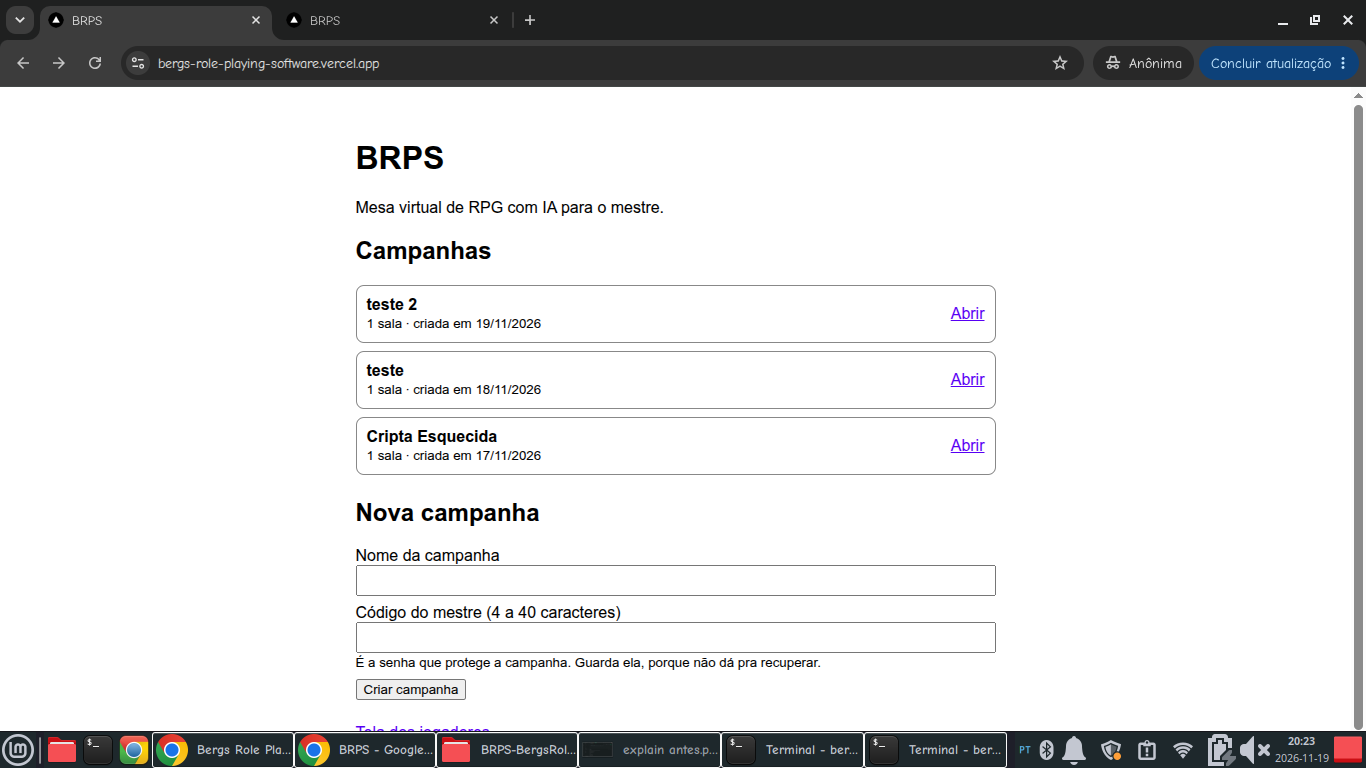 BRPS
BRPS
bergs-role-playing-software.vercel.app
Anônima
Concluir atualização
BRPS
Mesa virtual de RPG com IA para o mestre.
Campanhas
teste 2
1 sala · criada em 19/11/2026
Abrir
teste
1 sala · criada em 18/11/2026
Abrir
Cripta Esquecida
1 sala · criada em 17/11/2026
Abrir
Nova campanha
Nome da campanha
Código do mestre (4 a 40 caracteres)
É a senha que protege a campanha. Guarda ela, porque não dá pra recuperar.
Criar campanha
Tela dos jogadores
Bergs Role Pla...
BRPS - Google...
BRPS-BergsRol...
explain antes.p...
Terminal - ber...
Terminal - ber...
PT
20:23
2026-11-19